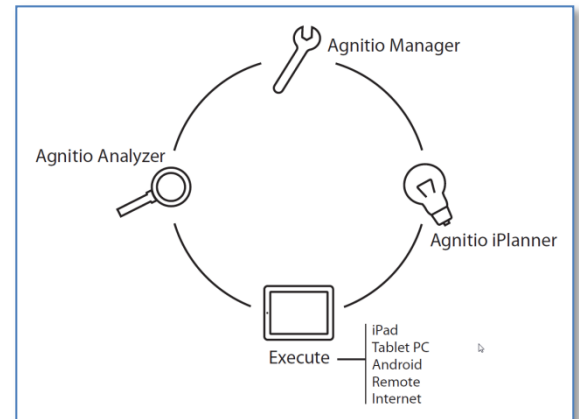 Agnitio Manager
Agnitio Analyzer
Agnitio iPlanner
Execute
iPad
Tablet PC
Android
Remote
Internet